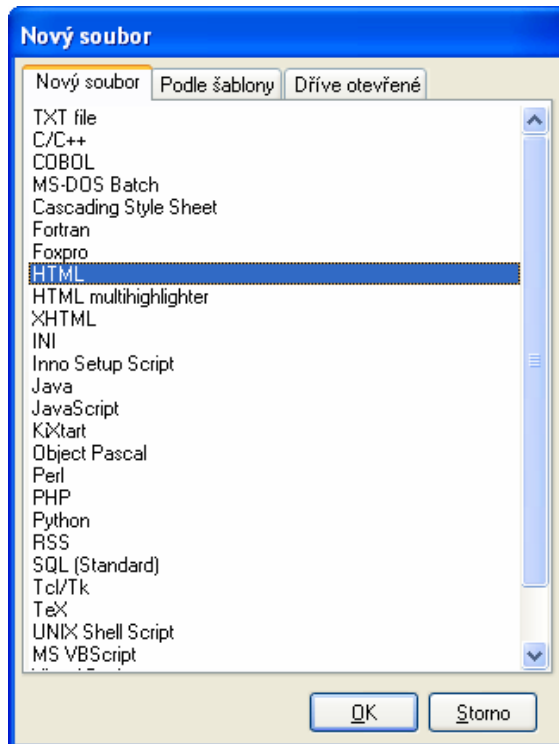 Nový soubor
Nový soubor Podle šablony Dříve otevřené
TXT file
C/C++
COBOL
MS-DOS Batch
Cascading Style Sheet
Fortran
Foxpro
HTML
HTML multihighlighter
XHTML
INI
Inno Setup Script
Java
JavaScript
KiXtart
Object Pascal
Perl
PHP
Python
RSS
SQL (Standard)
Tcl/Tk
TeX
UNIX Shell Script
MS VBScript
OK Storno